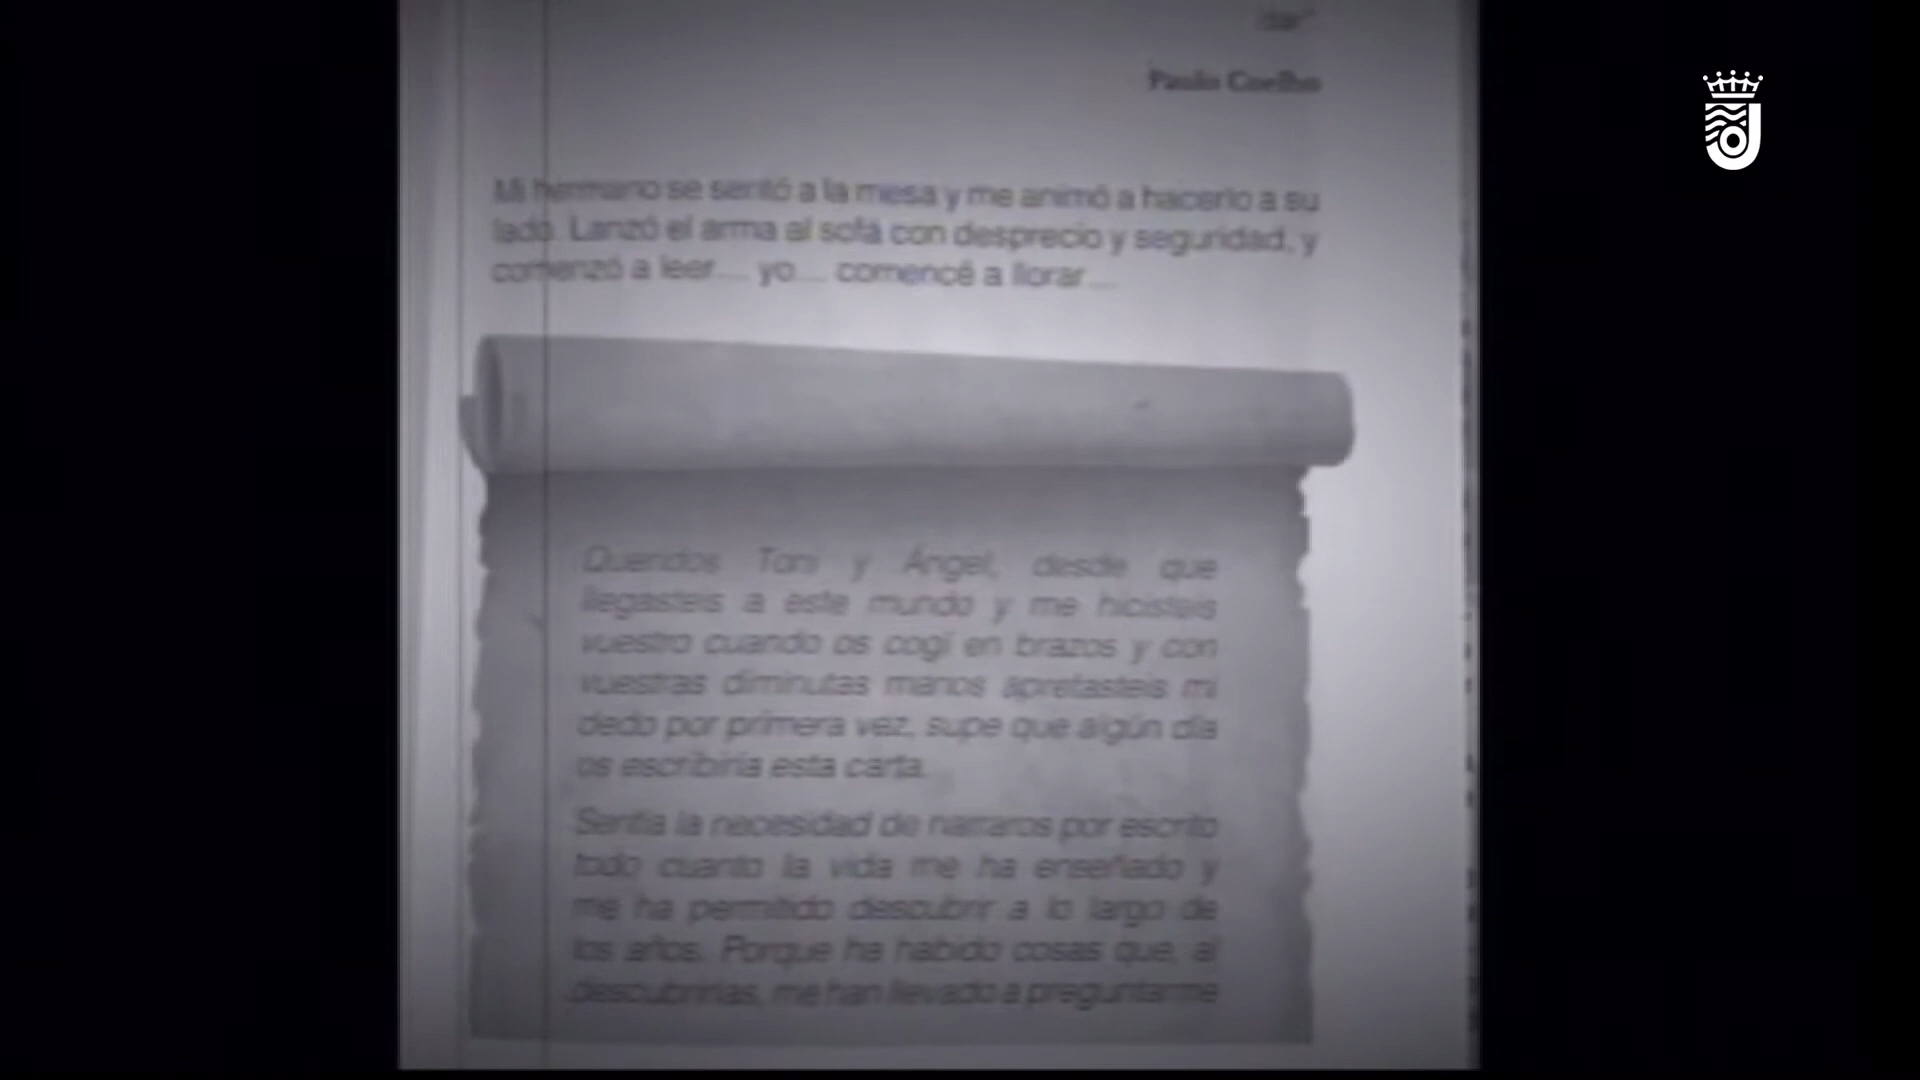 Paulo Coelho
Mi hermano se sentó a la mesa y me animó a hacerlo a su
lado. Lanzó el arma al sofá con desprecio y seguridad, y
comenzó a leer... yo... comencé a llorar...
Queridos Toni y Ángel, desde que
llegasteis a este mundo y me hicisteis
vuestro cuando os cogí en brazos y con
vuestras diminutas manos apretasteis mi
dedo por primera vez, supe que algún día
os escribiría esta carta.
Sentía la necesidad de narraros por escrito
todo cuanto la vida me ha enseñado y
me ha permitido descubrir a lo largo de
los años. Porque ha habido cosas que, al
descubrirlas, me han llevado a preguntarme